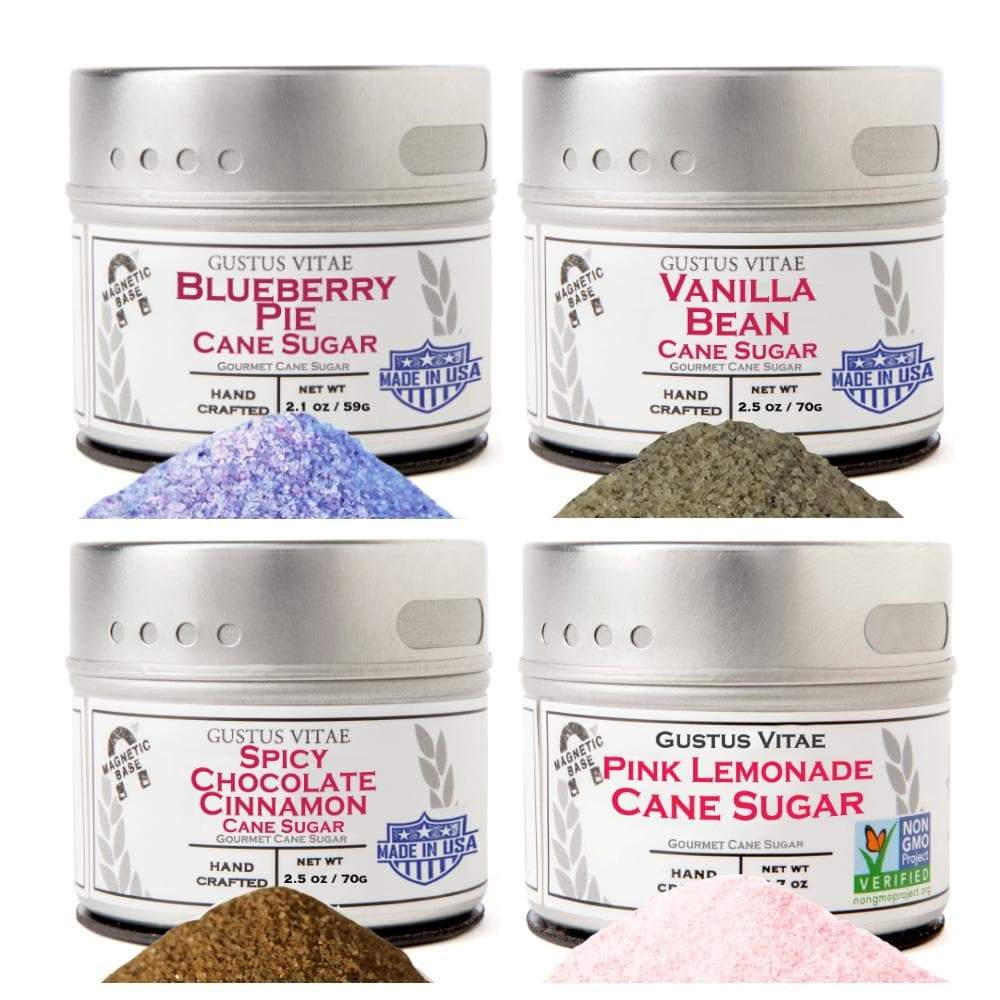 MAGNETIC
BASE
GUSTUS VITAE
BLUEBERRY
PIE
CANE SUGAR
GOURMET CANE SUGAR
HAND
CRAFTED
NET WT
2.1 OZ / 59G
MADE IN USA
MAGNETIC
BASE
GUSTUS VITAE
VANILLA
BEAN
CANE SUGAR
GOURMET CANE SUGAR
HAND
CRAFTED
NET WT
2.5 OZ / 70G
MADE IN USA
MAGNETIC
BASE
GUSTUS VITAE
SPICY
CHOCOLATE
CINNAMON
CANE SUGAR
GOURMET CANE SUGAR
HAND
CRAFTED
NET WT
2.5 OZ / 70G
MADE IN USA
MAGNETIC
BASE
GUSTUS VITAE
PINK LEMONADE
CANE SUGAR
GOURMET CANE SUGAR
HAND
NET WT
OZ
NON
GMO
Project
VERIFIED
nongmoproject.org